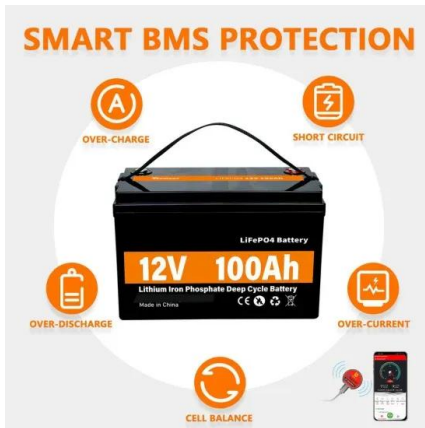 SMART BMS PROTECTION
A
OVER-CHARGE
SHORT CIRCUIT
LiFePO4 Battery
12V 100Ah
Lithium Iron Phosphate Deep Cycle Battery
Made in China
CE
OVER-DISCHARGE
OVER-CURRENT
CELL BALANCE